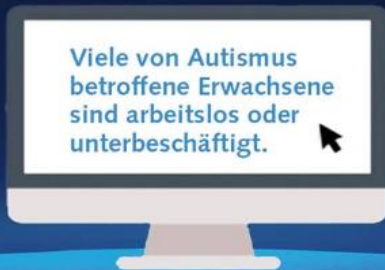 Viele von Autismus
betroffene Erwachsene
sind arbeitslos oder
unterbeschäftigt.